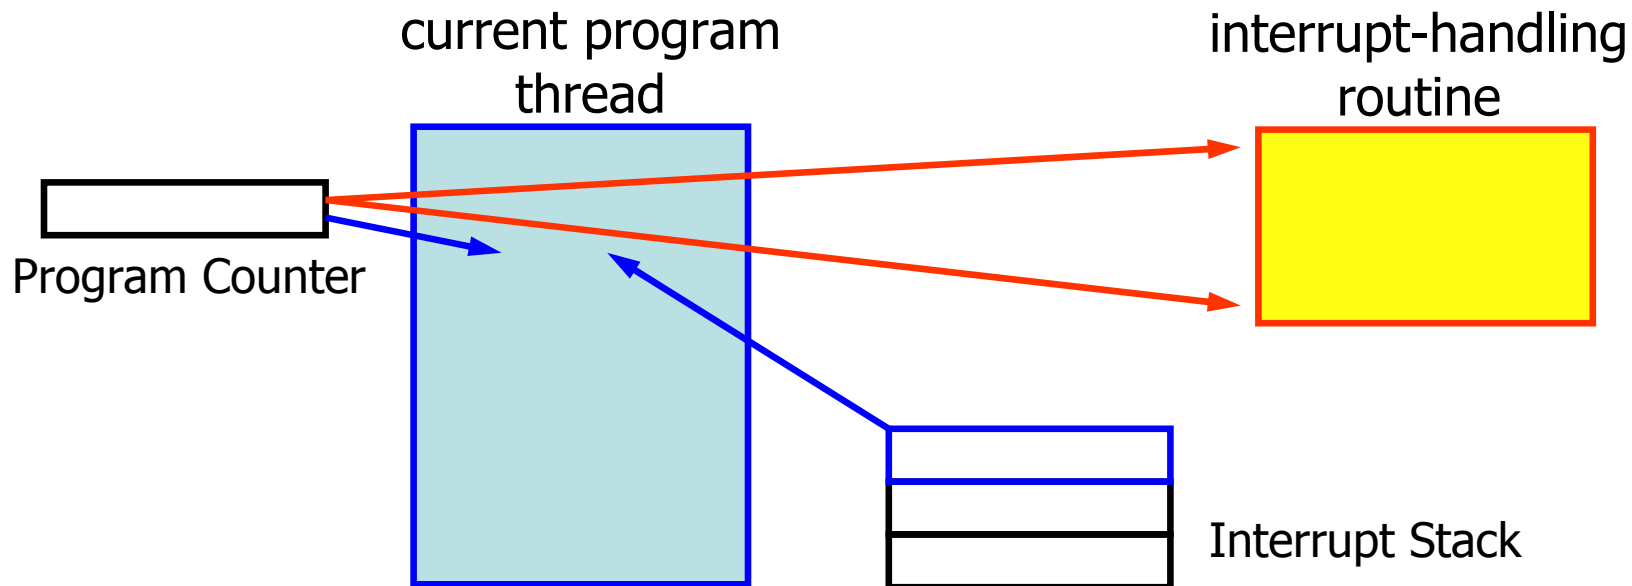 current program
thread
interrupt-handling
routine
Program Counter
Interrupt Stack